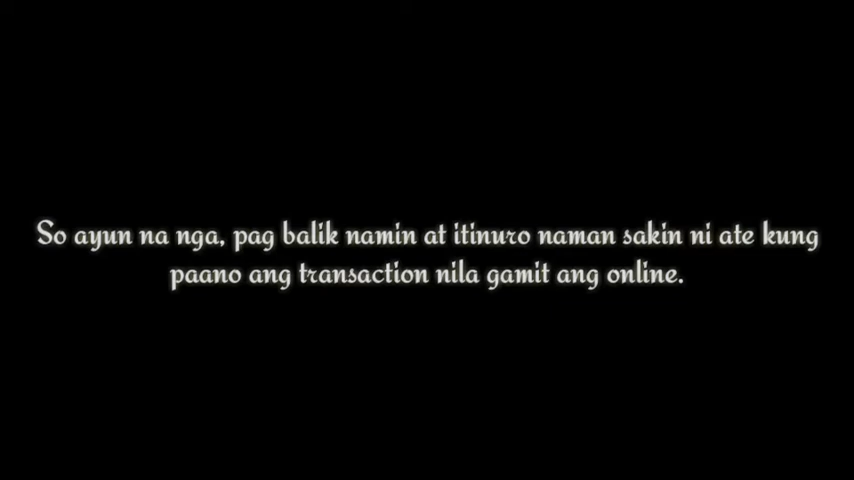 So ayun na nga, pag balik namin at itinuro naman sakin ni ate kung
paano ang transaction nila gamit ang online.